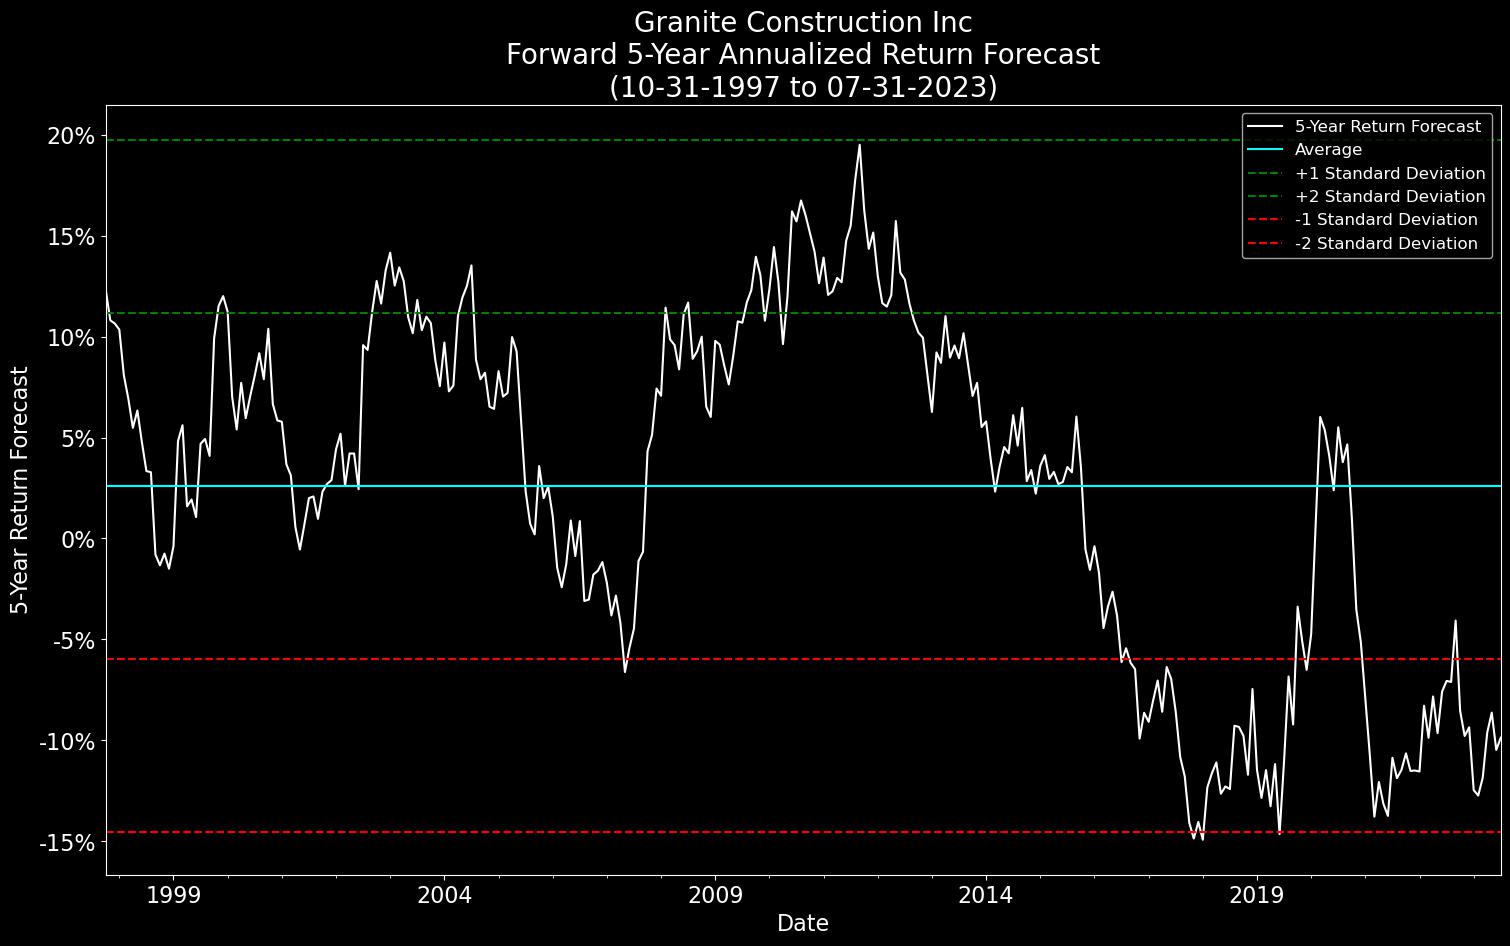 Granite Construction Inc
Forward 5-Year Annualized Return Forecast
(10-31-1997 to 07-31-2023)
5-Year Return Forecast
Average
+1 Standard Deviation
+2 Standard Deviation
-1 Standard Deviation
-2 Standard Deviation
5-Year Return Forecast
20%
15%
10%
5%
0%
-5%
-10%
-15%
1999
2004
2009
2014
2019
Date